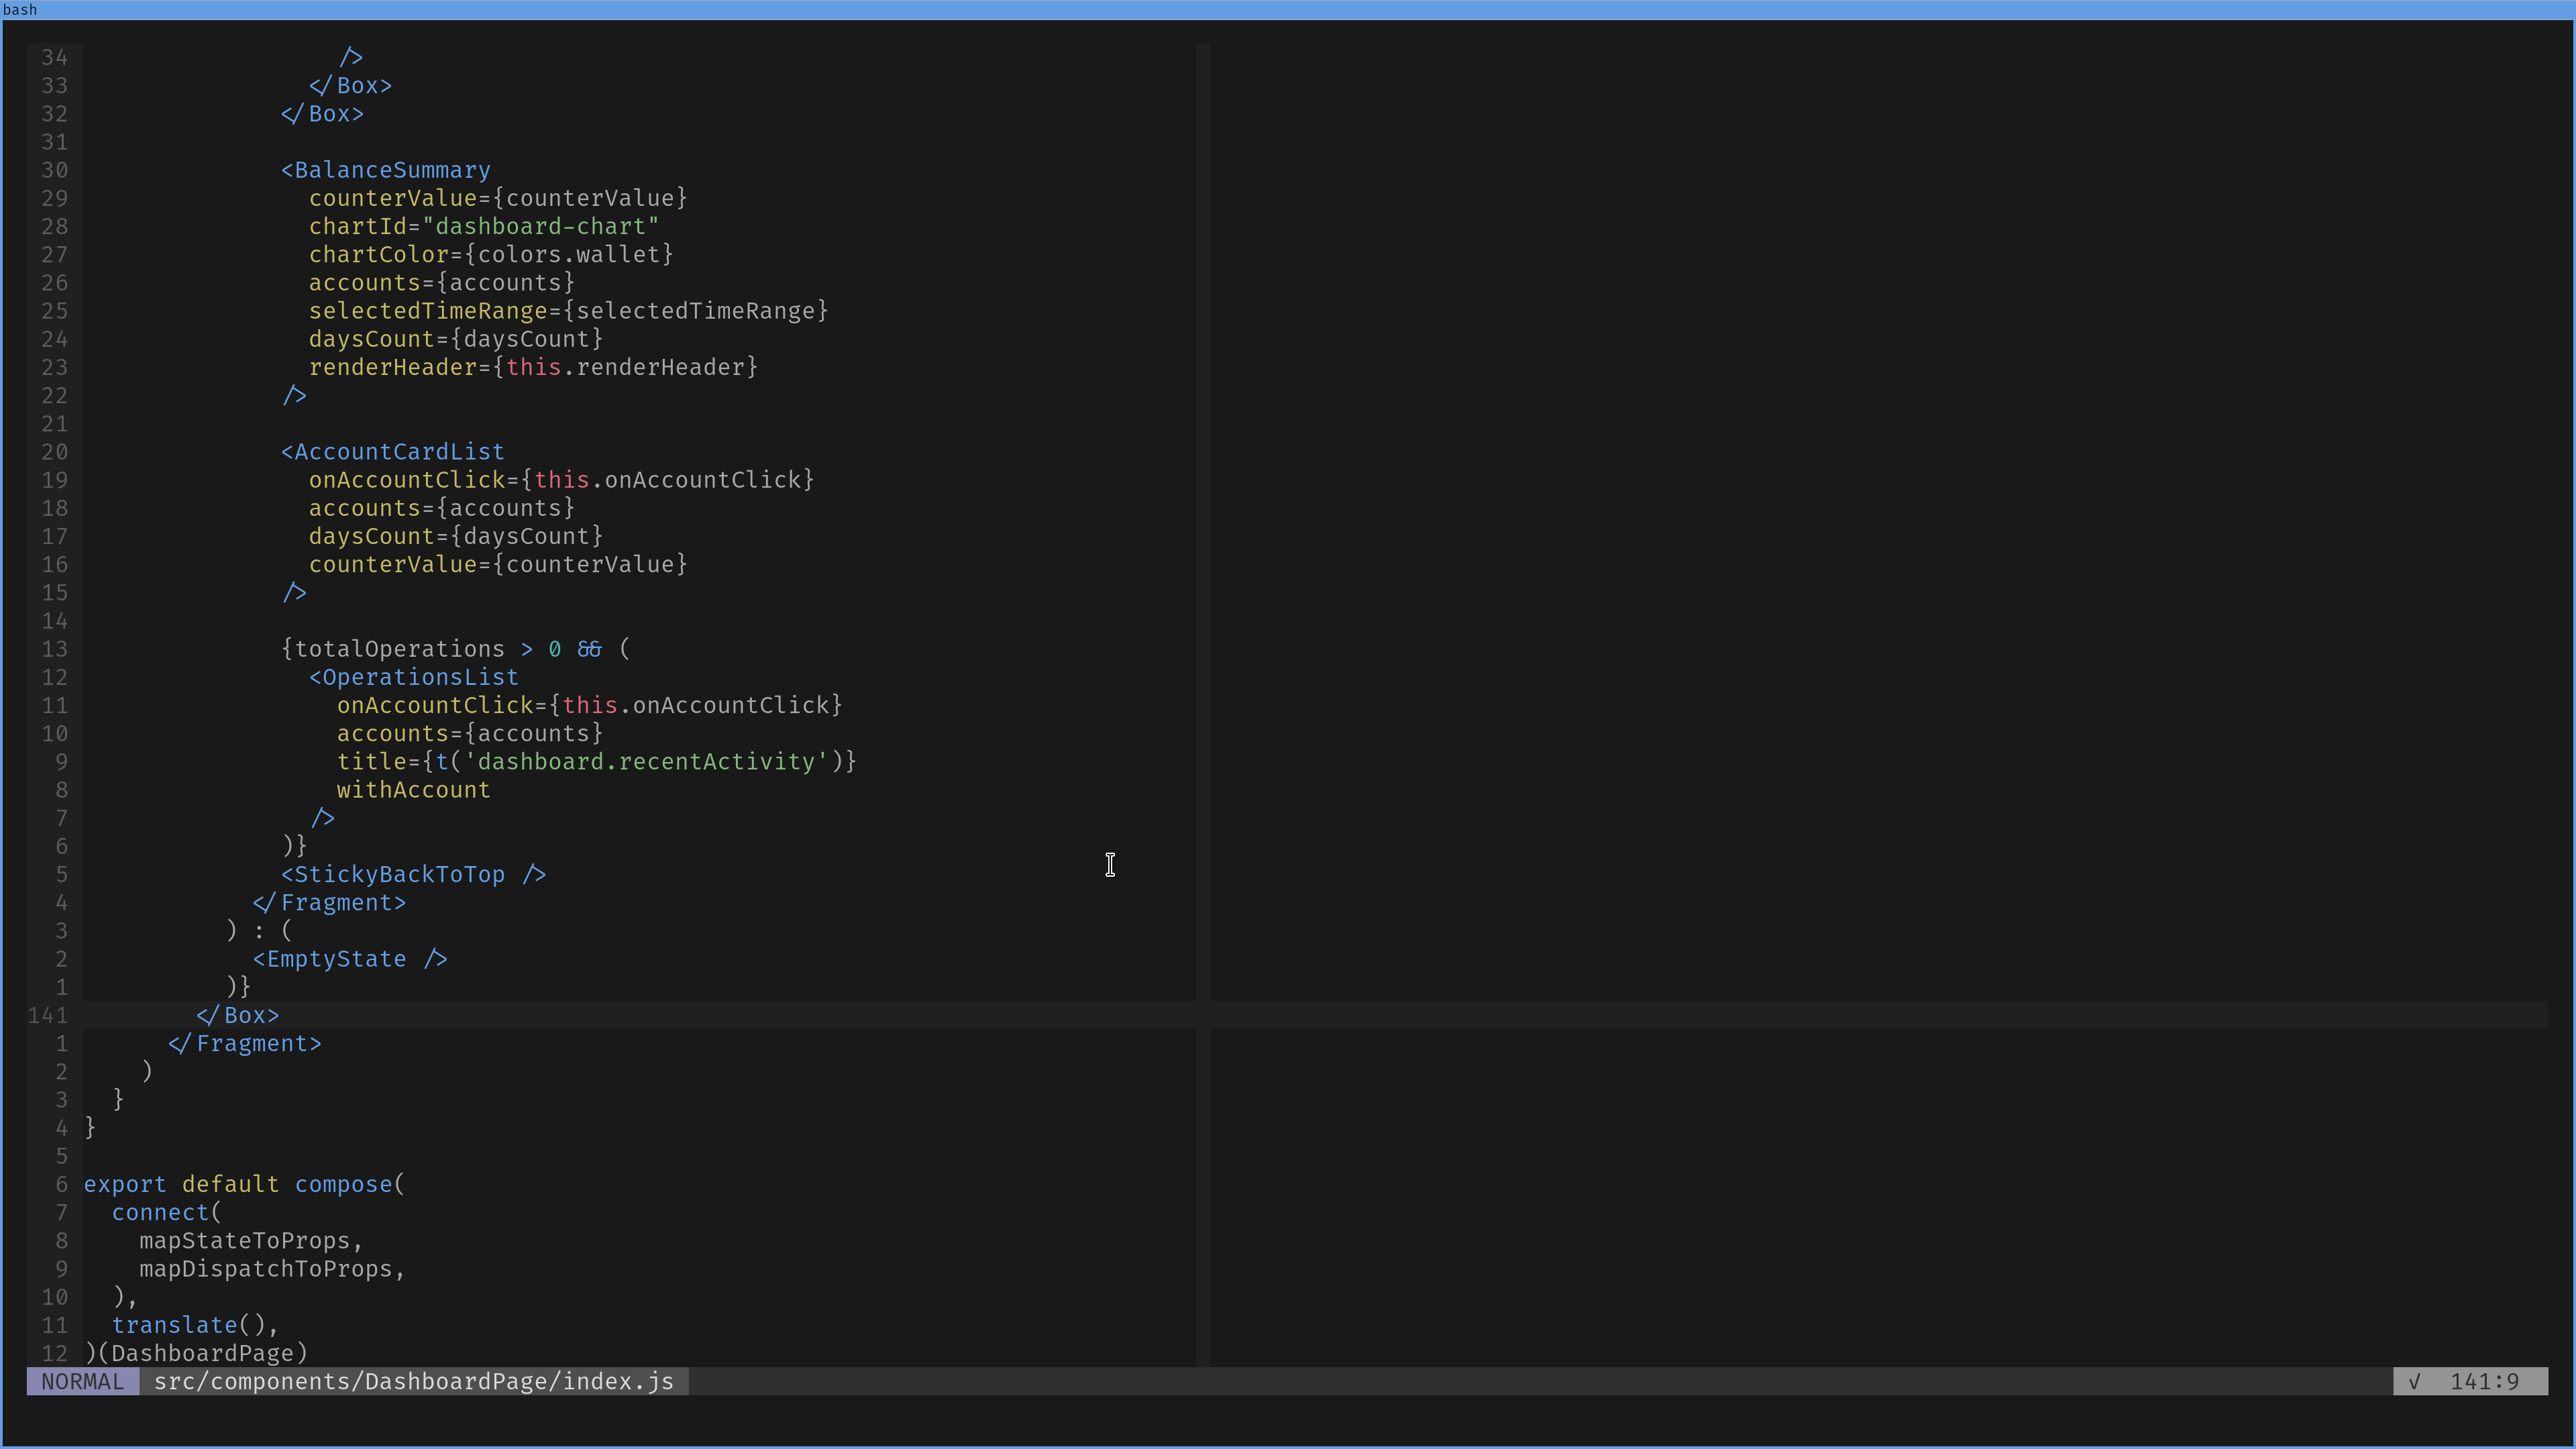 bash
34                   />
33                 </Box>
32               </Box>
31
30               <BalanceSummary
29                 counterValue={counterValue}
28                 chartId="dashboard-chart"
27                 chartColor={colors.wallet}
26                 accounts={accounts}
25                 selectedTimeRange={selectedTimeRange}
24                 daysCount={daysCount}
23                 renderHeader={this.renderHeader}
22               />
21
20               <AccountCardList
19                 onAccountClick={this.onAccountClick}
18                 accounts={accounts}
17                 daysCount={daysCount}
16                 counterValue={counterValue}
15               />
14
13               {totalOperations > 0 && (
12                 <OperationsList
11                   onAccountClick={this.onAccountClick}
10                   accounts={accounts}
9                   title={t('dashboard.recentActivity')}
8                   withAccount
7                 />
6               )}
5               <StickyBackToTop />
4             </Fragment>
3           ) : (
2             <EmptyState />
1           )}
141         </Box>
1       </Fragment>
2     )
3   }
4 }
5
6 export default compose(
7   connect(
8     mapStateToProps,
9     mapDispatchToProps,
10   ),
11   translate(),
12 )(DashboardPage)
NORMAL src/components/DashboardPage/index.js √ 141:9